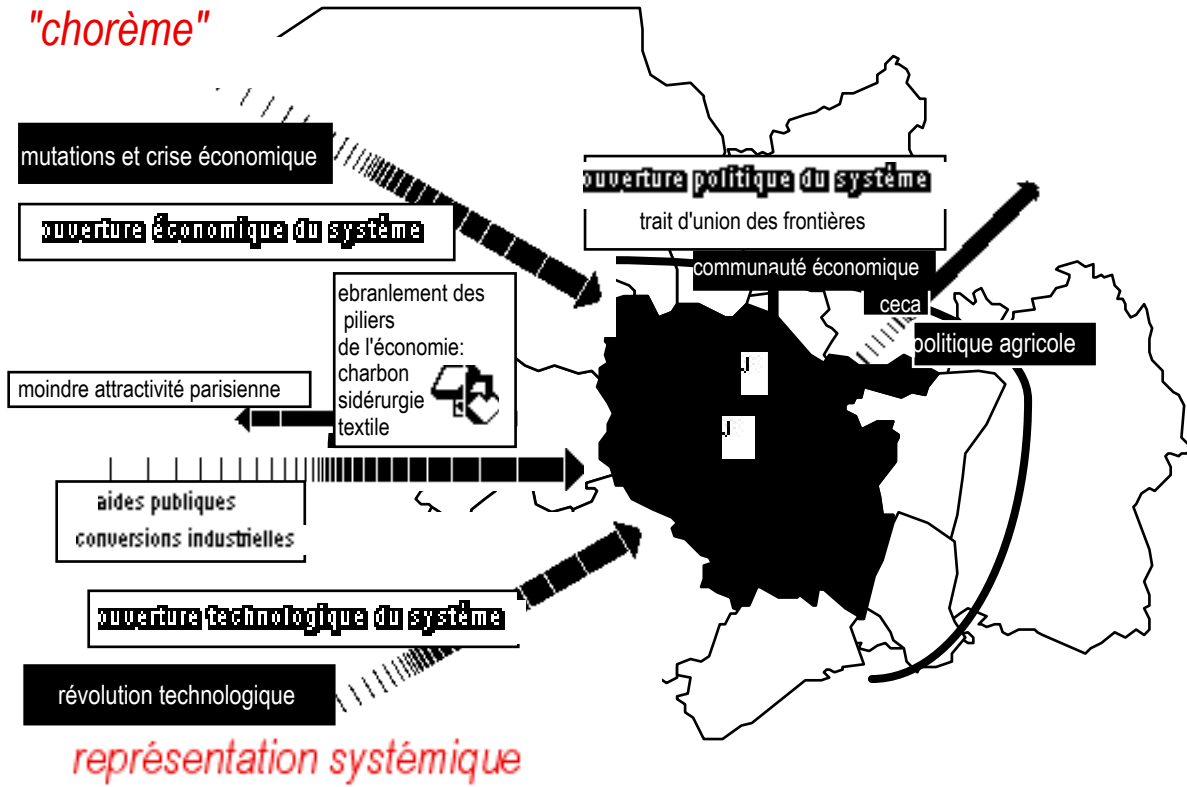 "chorème"
mutations et crise économique
ouverture économique du système
ouverture politique du système
trait d'union des frontières
communauté économique
ceca
politique agricole
ebranlement des
piliers
de l'économie:
charbon
sidérurgie
textile
moindre attractivité parisienne
aides publiques
conversions industrielles
ouverture technologique du système
révolution technologique
représentation systémique